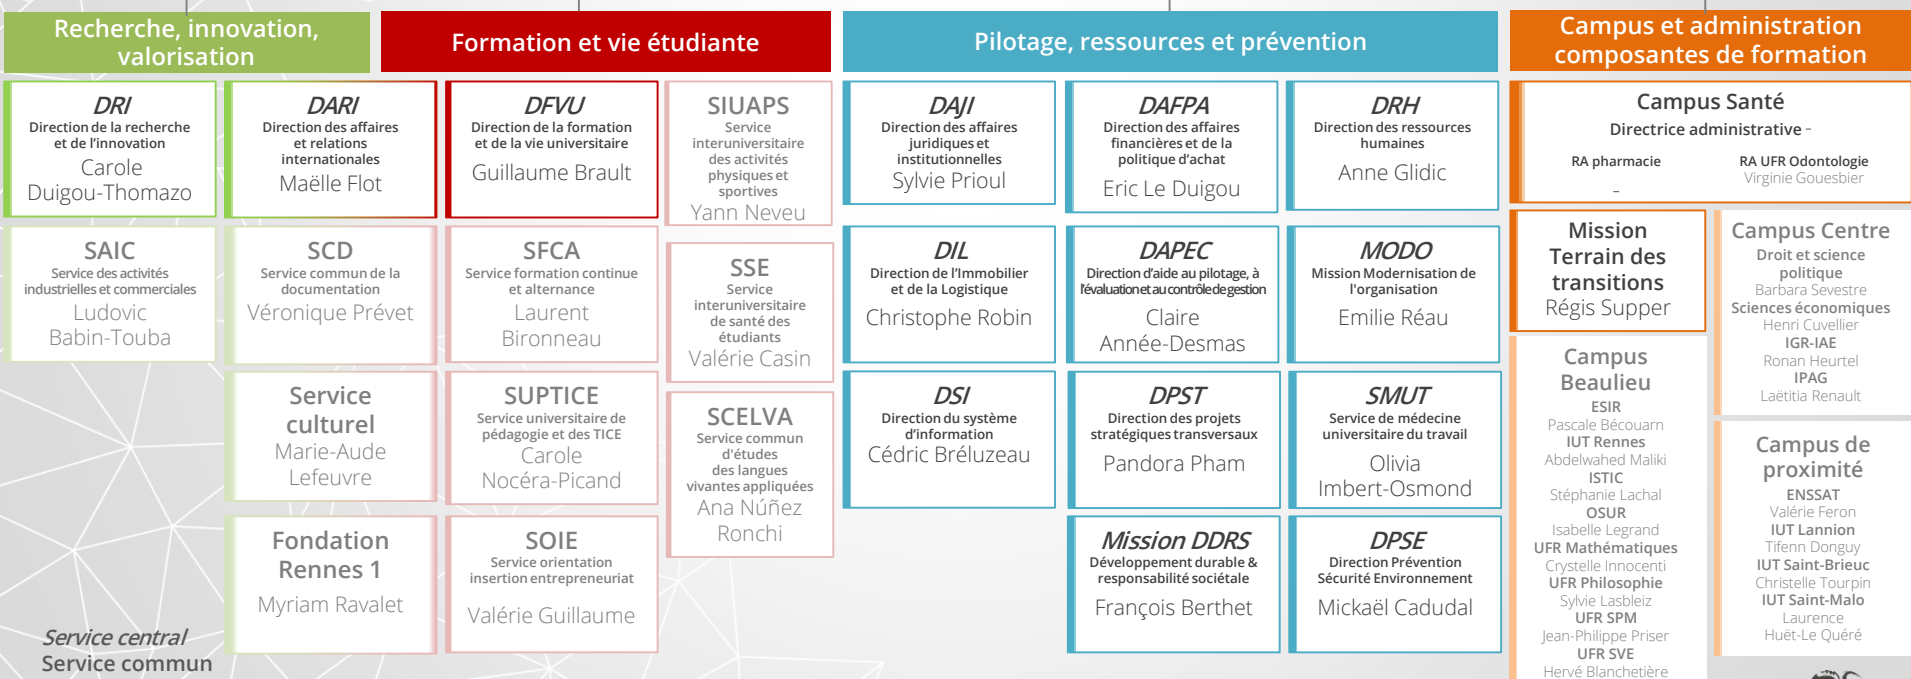 Recherche, innovation,
valorisation
Formation et vie étudiante
Pilotage, ressources et prévention
Campus et administration
composantes de formation
DRI
Direction de la recherche
et de l’innovation
Carole
Duigou-Thomazo
DARI
Direction des affaires
et relations
internationales
Maëlle Flot
DFVU
Direction de la formation
et de la vie universitaire
Guillaume Brault
SIUAPS
Service
interuniversitaire
des activités
physiques et
sportives
Yann Neveu
DAJI
Direction des affaires
juridiques et
institutionnelles
Sylvie Prioul
DAFPA
Direction des affaires
financières et de la
politique d’achat
Eric Le Duigou
DRH
Direction des ressources
humaines
Anne Glidic
Campus Santé
Directrice administrative -
RA pharmacie
–
RA UFR Odontologie
Virginie Gouesbier
SAIC
Service des activités
industrielles et commerciales
Ludovic
Babin-Touba
SCD
Service commun de la
documentation
Véronique Prévet
SFCA
Service formation continue
et alternance
Laurent
Bironneau
SSE
Service
interuniversitaire
de santé des
étudiants
Valérie Casin
DIL
Direction de l’Immobilier
et de la Logistique
Christophe Robin
DAPEC
Direction d’aide au pilotage, à
l’évaluation et au contrôle de gestion
Claire
Année-Desmas
MODO
Mission Modernisation de
l'organisation
Emilie Réau
Mission
Terrain des
transitions
Régis Supper
Campus Centre
Droit et science
politique
Barbara Sevestre
Sciences économiques
Henri Cuvellier
IGR-IAE
Ronan Heurtel
IPAG
Laëtitia Renault
Service
culturel
Marie-Aude
Lefeuvre
SUPTICE
Service universitaire de
pédagogie et des TICE
Carole
Nocéra-Picand
SCELVA
Service commun
d'études
des langues
vivantes appliquées
Ana Núñez
Ronchi
DSI
Direction du système
d’information
Cédric Bréluzeau
DPST
Direction des projets
stratégiques transversaux
Pandora Pham
SMUT
Service de médecine
universitaire du travail
Olivia
Imbert-Osmond
Campus
Beaulieu
ESIR
Pascale Bécouarn
IUT Rennes
Abdelwahed Maliki
ISTIC
Stéphanie Lachal
OSUR
Isabelle Legrand
UFR Mathématiques
Crystelle Innocenti
UFR Philosophie
Sylvie Lasbleiz
UFR SPM
Jean-Philippe Priser
UFR SVE
Hervé Blanchetière
Campus de
proximité
ENSSAT
Valérie Feron
IUT Lannion
Tifenn Donguy
IUT Saint-Brieuc
Christelle Tourpin
IUT Saint-Malo
Laurence
Huët-Le Quéré
Fondation
Rennes 1
Myriam Ravalet
SOIE
Service orientation
insertion entrepreneuriat
Valérie Guillaume
Mission DDRS
Développement durable &
responsabilité sociétale
François Berthet
DPSE
Direction Prévention
Sécurité Environnement
Mickaël Cadudal
Service central
Service commun